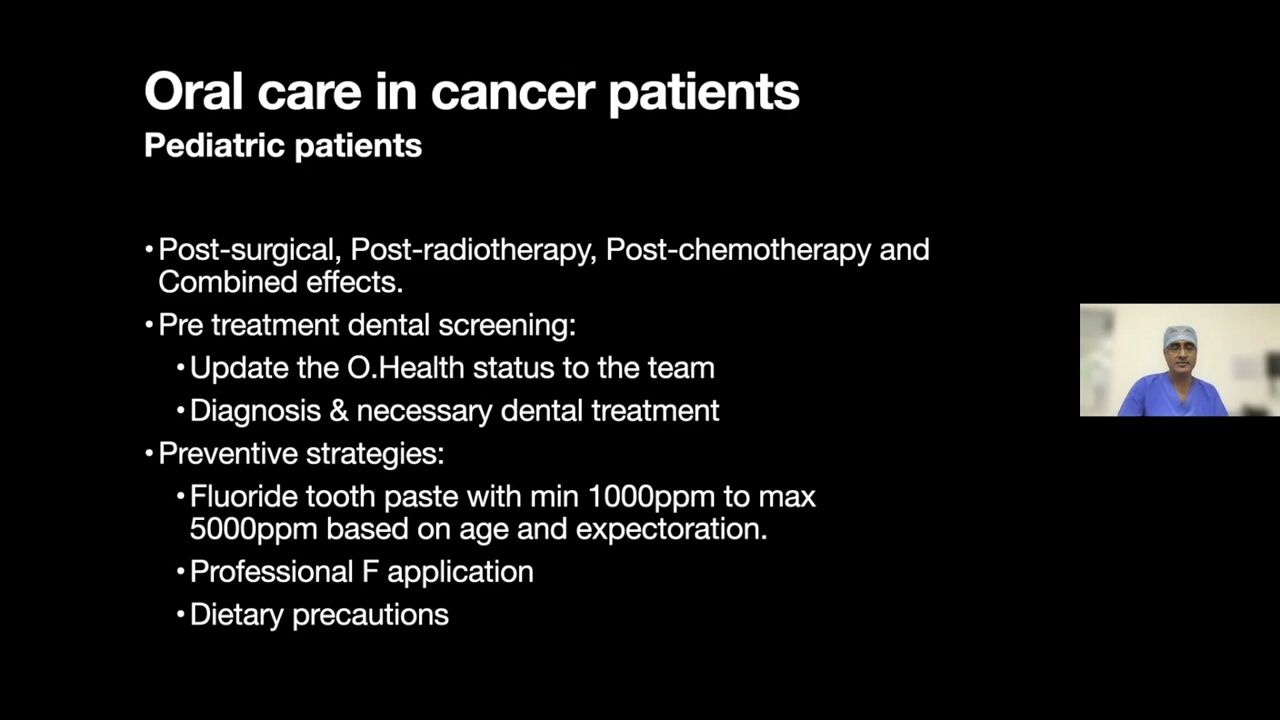 Oral care in cancer patients
Pediatric patients
•Post-surgical, Post-radiotherapy, Post-chemotherapy and
Combined effects.
•Pre treatment dental screening:
•Update the O.Health status to the team
•Diagnosis & necessary dental treatment
•Preventive strategies:
•Fluoride tooth paste with min 1000ppm to max
5000ppm based on age and expectoration.
•Professional F application
•Dietary precautions